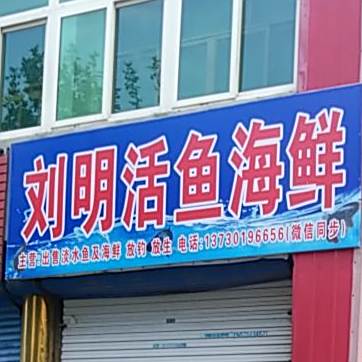 刘明活鱼海鲜
主营:出售淡水鱼及海鲜 放钓 放生 电话:13730196656(微信同步)